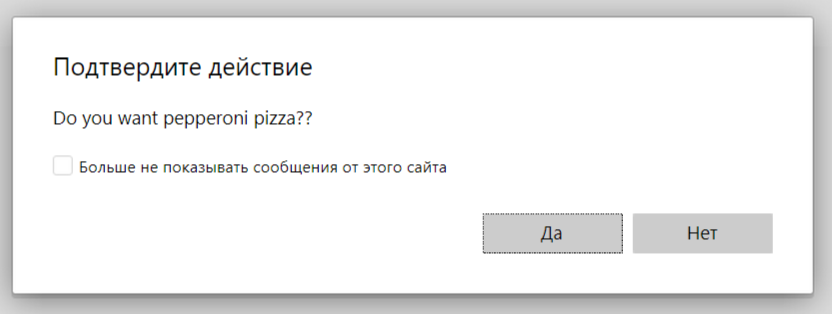 Подтвердите действие
Do you want pepperoni pizza??
Больше не показывать сообщения от этого сайта
Да Нет